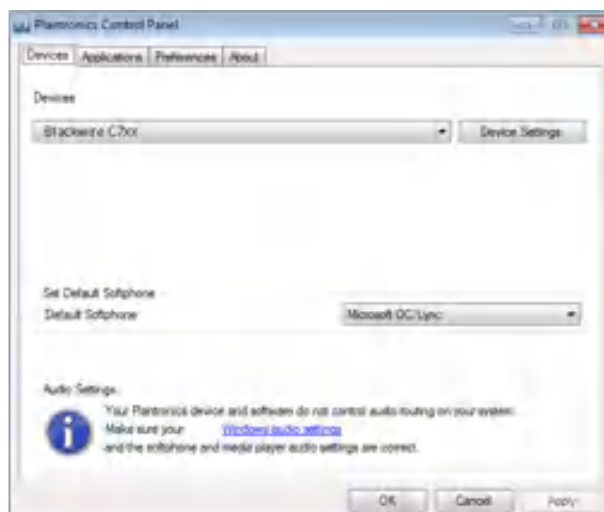 Plantronics Control Panel
Devices Applications Preferences About
Devices
Blackwire C7xx Device Settings
Set Default Softphone
Default Softphone Microsoft OC/Lync
Audio Settings
Your Plantronics device and software do not control audio routing on your system.
Make sure your Windows audio settings
and the softphone and media player audio settings are correct.
OK Cancel Apply